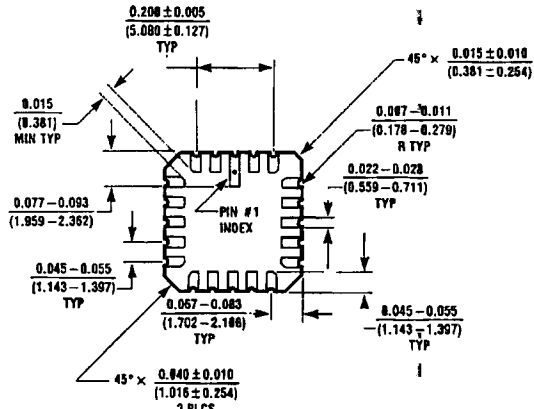 0.200 ± 0.005
(5.080 ± 0.127)
TYP
45° × 0.015 ± 0.010
(0.381 ± 0.254)
0.015
(0.381)
MIN TYP
0.007 – 0.011
(0.178 – 0.279)
R TYP
0.022 – 0.028
(0.559 – 0.711)
TYP
0.077 – 0.093
(1.959 – 2.362)
PIN #1
INDEX
0.045 – 0.055
(1.143 – 1.397)
TYP
0.067 – 0.083
(1.702 – 2.108)
TYP
0.045 – 0.055
(1.143 – 1.397)
TYP
45° × 0.040 ± 0.010
(1.016 ± 0.254)
3 PLCS